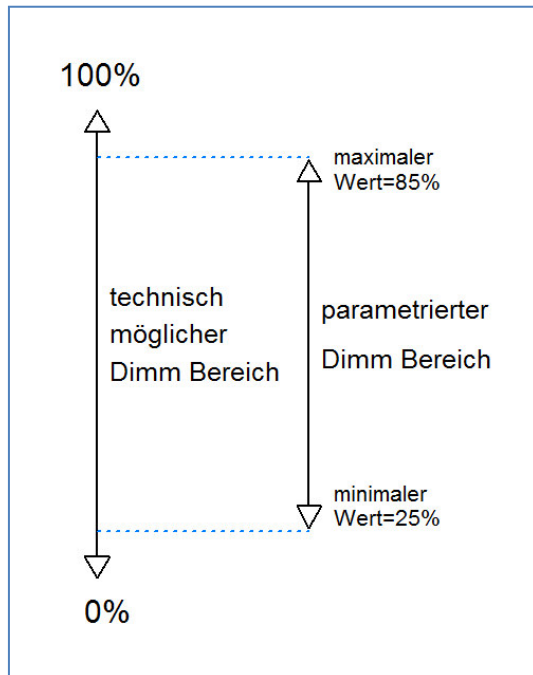 100%
maximaler
Wert=85%
technisch
möglicher
Dimm Bereich
parametrierter
Dimm Bereich
minimaler
Wert=25%
0%